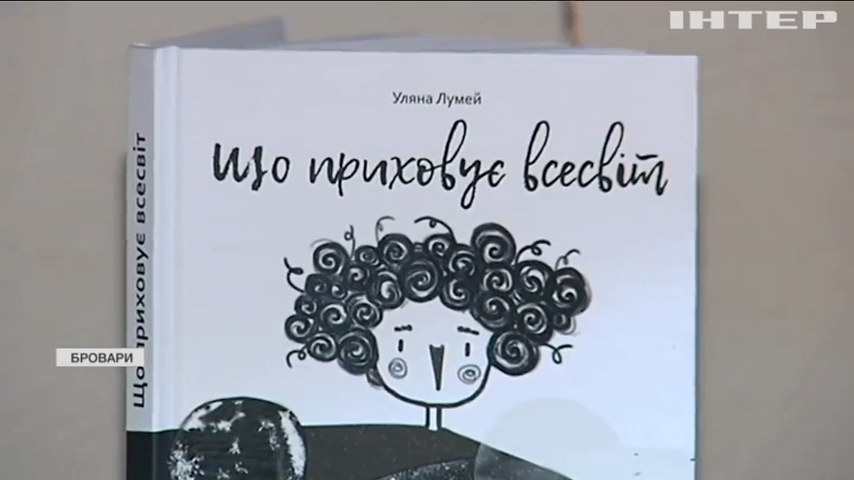 ІНТЕР
Уляна Лумей
Що приховує всесвіт
Що приховує всесвіт
БРОВАРИ